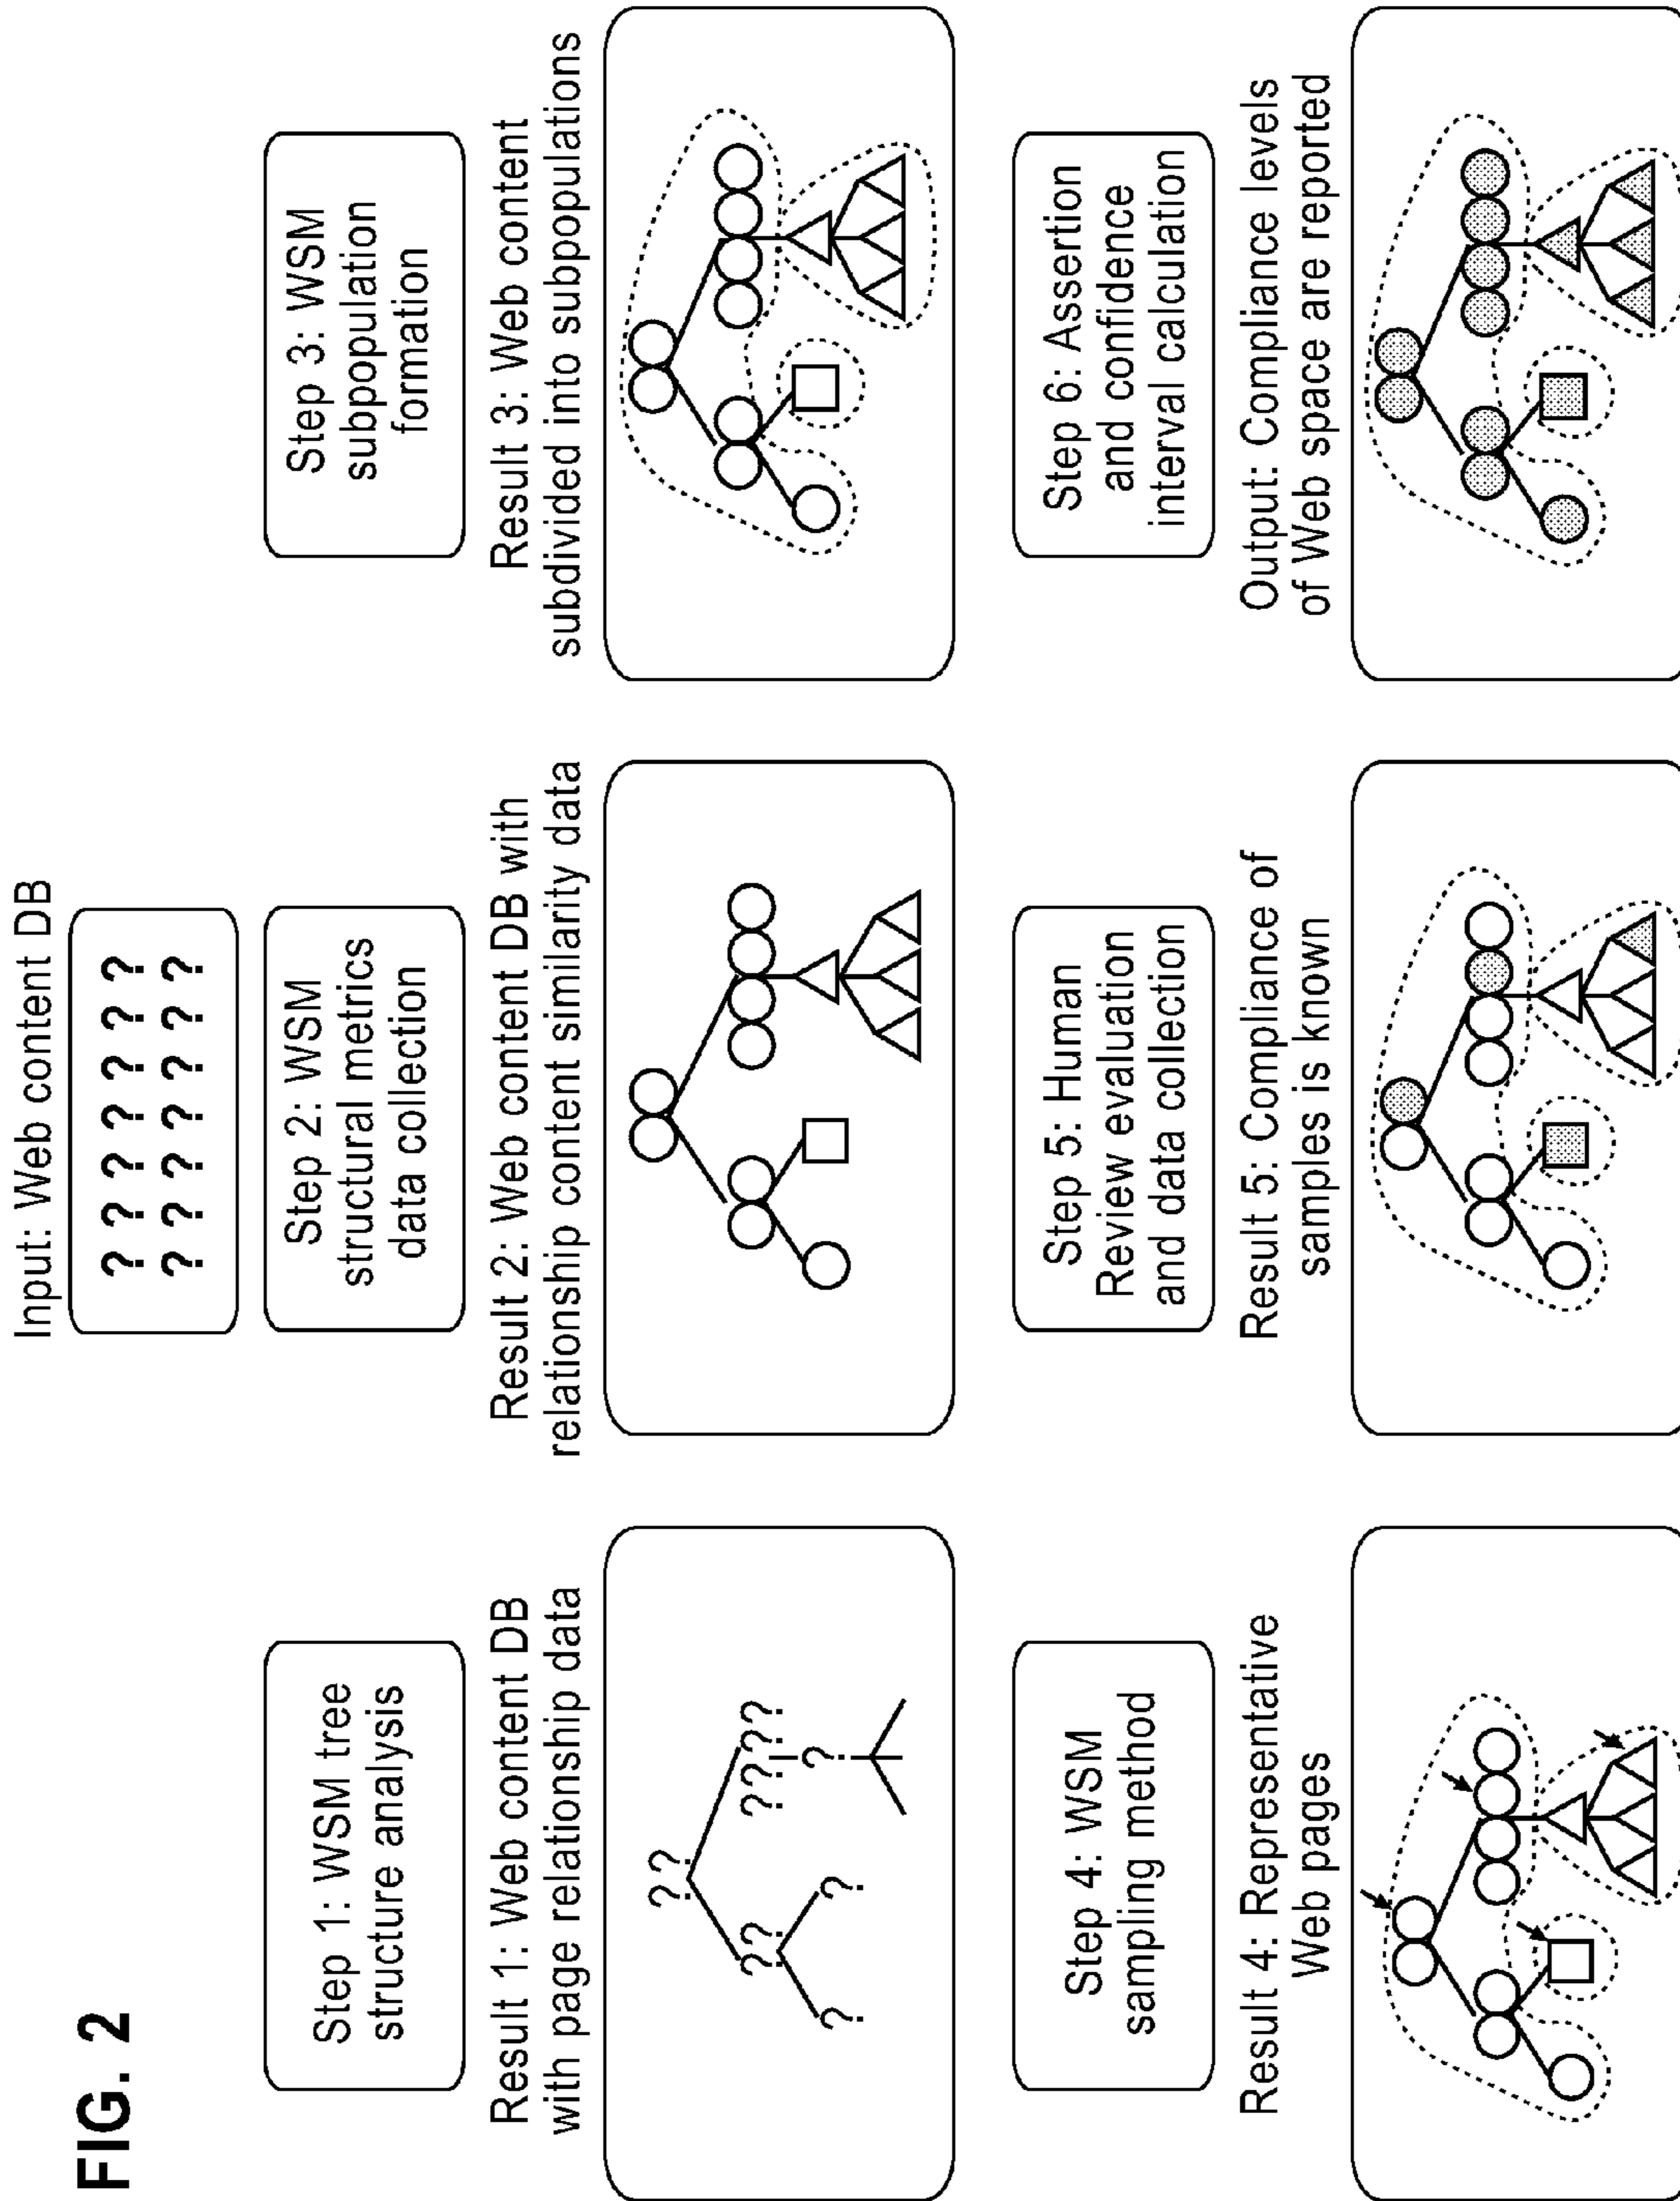 FIG. 2
Input: Web content DB
? ? ? ? ? ? ?
? ? ? ? ? ? ?
Step 1: WSM tree
structure analysis
Step 2: WSM
structural metrics
data collection
Step 3: WSM
subpopulation
formation
Result 1: Web content DB
with page relationship data
??
??
????
?
?
?
Result 2: Web content DB with
relationship content similarity data
Result 3: Web content
subdivided into subpopulations
Step 4: WSM
sampling method
Step 5: Human
Review evaluation
and data collection
Step 6: Assertion
and confidence
interval calculation
Result 4: Representative
Web pages
Result 5: Compliance of
samples is known
Output: Compliance levels
of Web space are reported